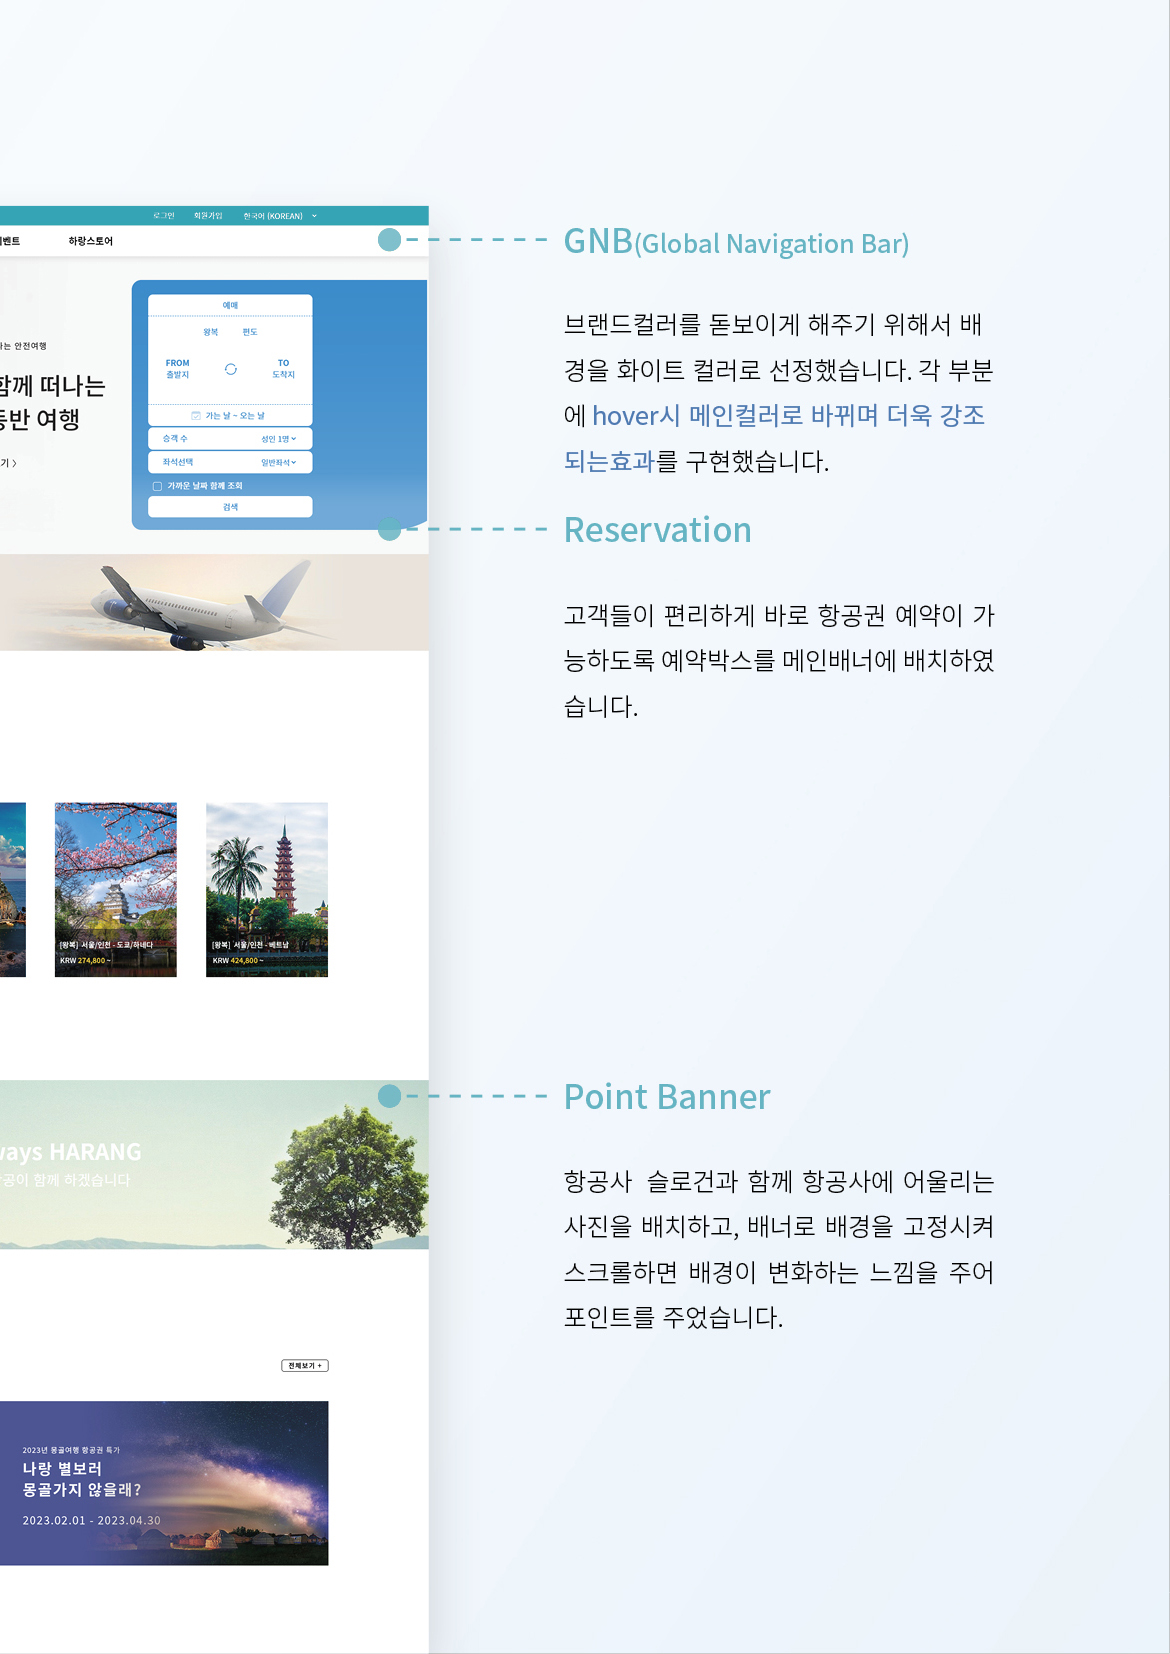 로그인 회원가입 한국어 (KOREAN)
벤트 하랑스토어
GNB(Global Navigation Bar)
브랜드컬러를 돋보이게 해주기 위해서 배
경을 화이트 컬러로 선정했습니다. 각 부분
에 hover시 메인컬러로 바뀌며 더욱 강조
되는효과를 구현했습니다.
는 안전여행
함께 떠나는
동반 여행
기 〉
예매
왕복 편도
FROM TO
출발지 도착지
가는 날 ~ 오는 날
승객 수 성인 1명
좌석선택 일반좌석
가까운 날짜 함께 조회
검색
Reservation
고객들이 편리하게 바로 항공권 예약이 가
능하도록 예약박스를 메인배너에 배치하였
습니다.
[왕복] 서울/인천 - 도쿄/하네다
KRW 274,800 ~
[왕복] 서울/인천 - 베트남
KRW 424,800 ~
Point Banner
ways HARANG
공이 함께 하겠습니다
항공사 슬로건과 함께 항공사에 어울리는
사진을 배치하고, 배너로 배경을 고정시켜
스크롤하면 배경이 변화하는 느낌을 주어
포인트를 주었습니다.
전체보기 +
2023년 몽골여행 항공권 특가
나랑 별보러
몽골가지 않을래?
2023.02.01 - 2023.04.30